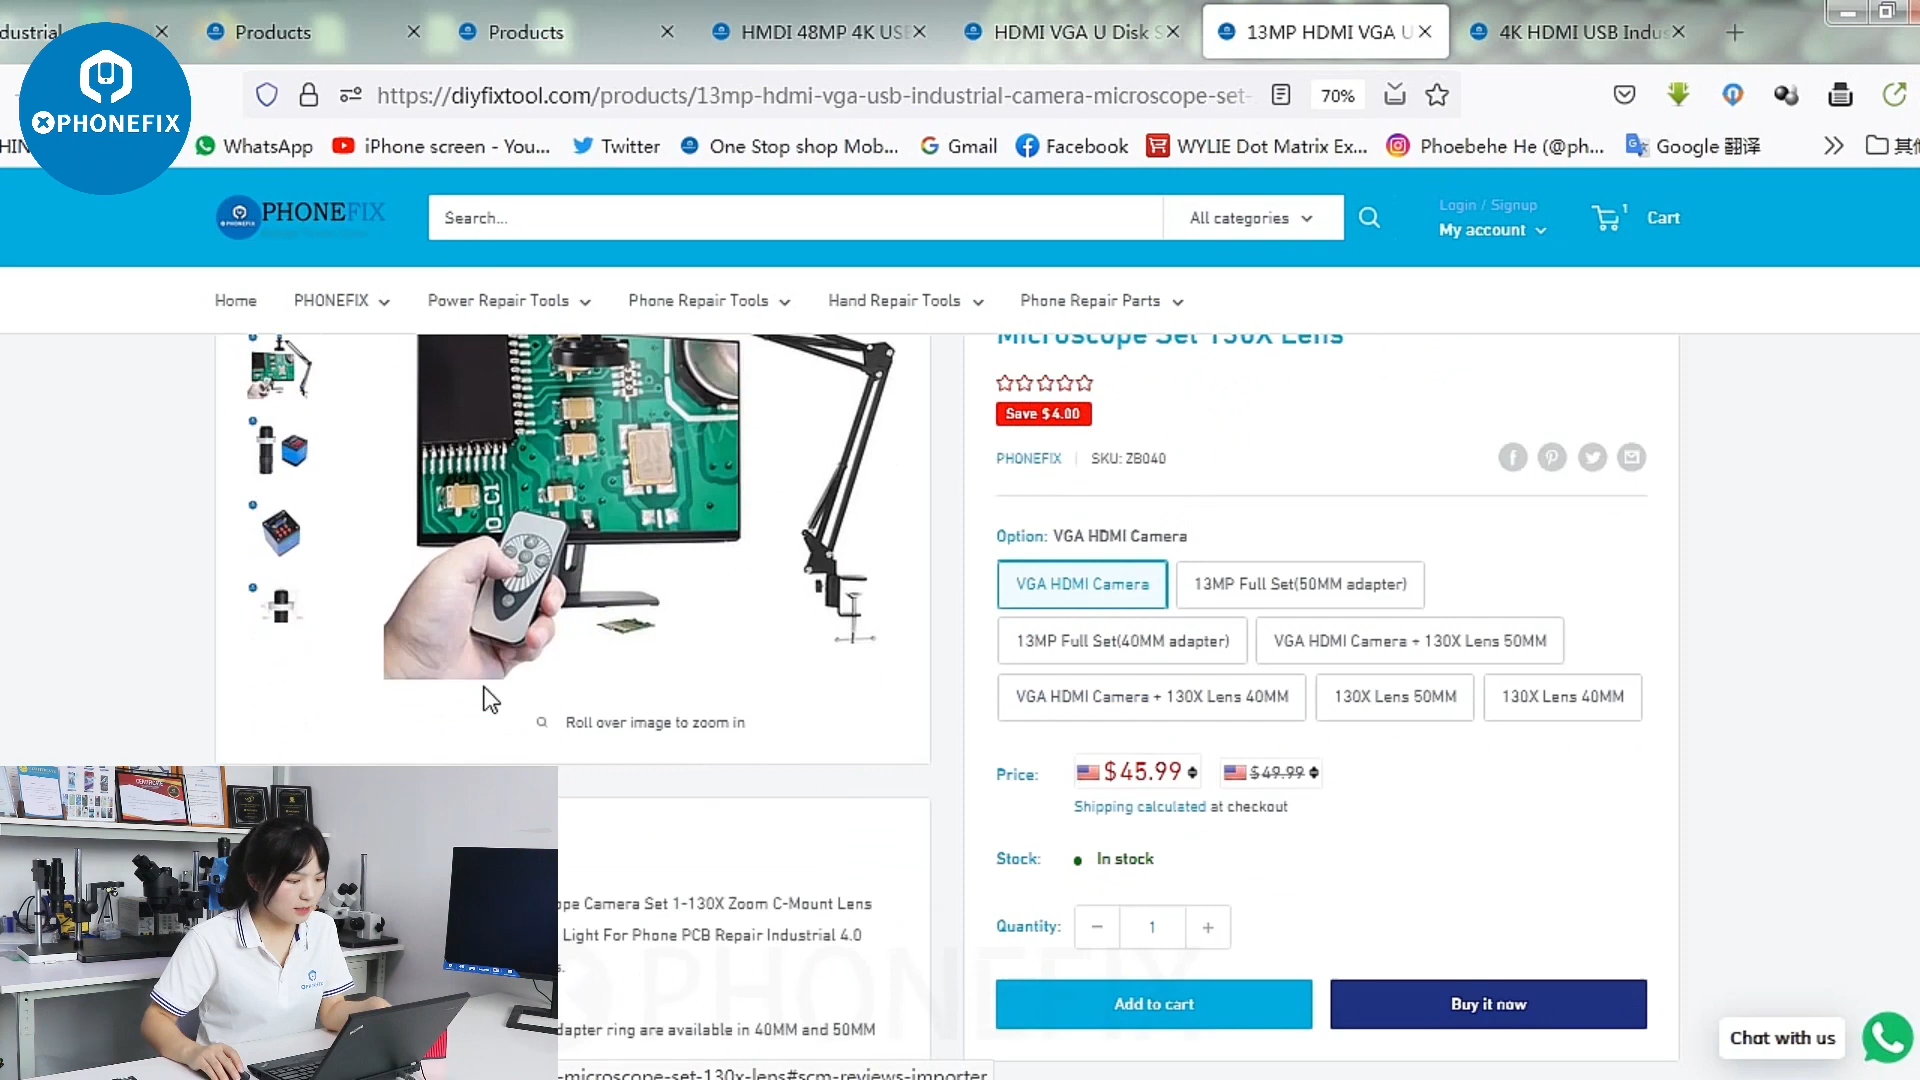 dustrial
Products
Products
HMDI 48MP 4K USE
HDMI VGA U Disk S
13MP HDMI VGA U
4K HDMI USB Indus
PHONEFIX
https://diyfixtool.com/products/13mp-hdmi-vga-usb-industrial-camera-microscope-set-
70%
HIN
WhatsApp
iPhone screen - You...
Twitter
One Stop shop Mob...
Gmail
Facebook
WYLIE Dot Matrix Ex...
Phoebehe He (@ph...
Google 翻译
其他
PHONEFIX
Search...
All categories
Login / Signup
My account
1
Cart
Home
PHONEFIX
Power Repair Tools
Phone Repair Tools
Hand Repair Tools
Phone Repair Parts
Microscope Set 130X Lens
Save $4.00
PHONEFIX
SKU: ZB040
Option: VGA HDMI Camera
VGA HDMI Camera
13MP Full Set(50MM adapter)
13MP Full Set(40MM adapter)
VGA HDMI Camera + 130X Lens 50MM
VGA HDMI Camera + 130X Lens 40MM
130X Lens 50MM
130X Lens 40MM
Roll over image to zoom in
Price:
$45.99
$49.99
Shipping calculated at checkout
Stock:
In stock
Quantity:
1
Add to cart
Buy it now
ope Camera Set 1-130X Zoom C-Mount Lens
Light For Phone PCB Repair Industrial 4.0
s.
dapter ring are available in 40MM and 50MM
PHONEFIX
Chat with us
-microscope-set-130x-lens#scm-reviews-importer